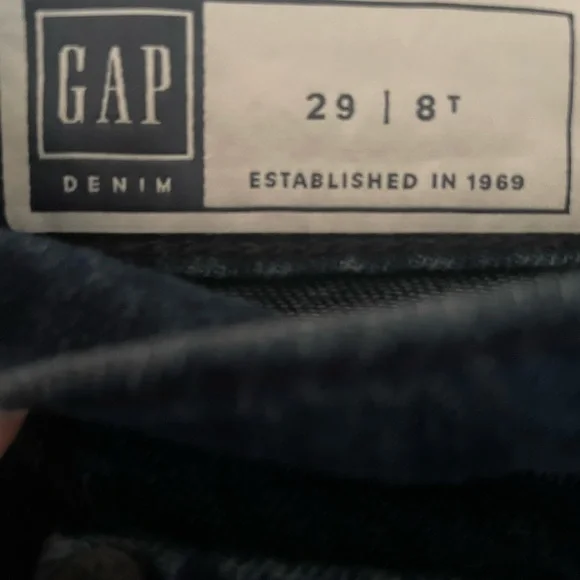 GAP
DENIM
29 | 8T
ESTABLISHED IN 1969